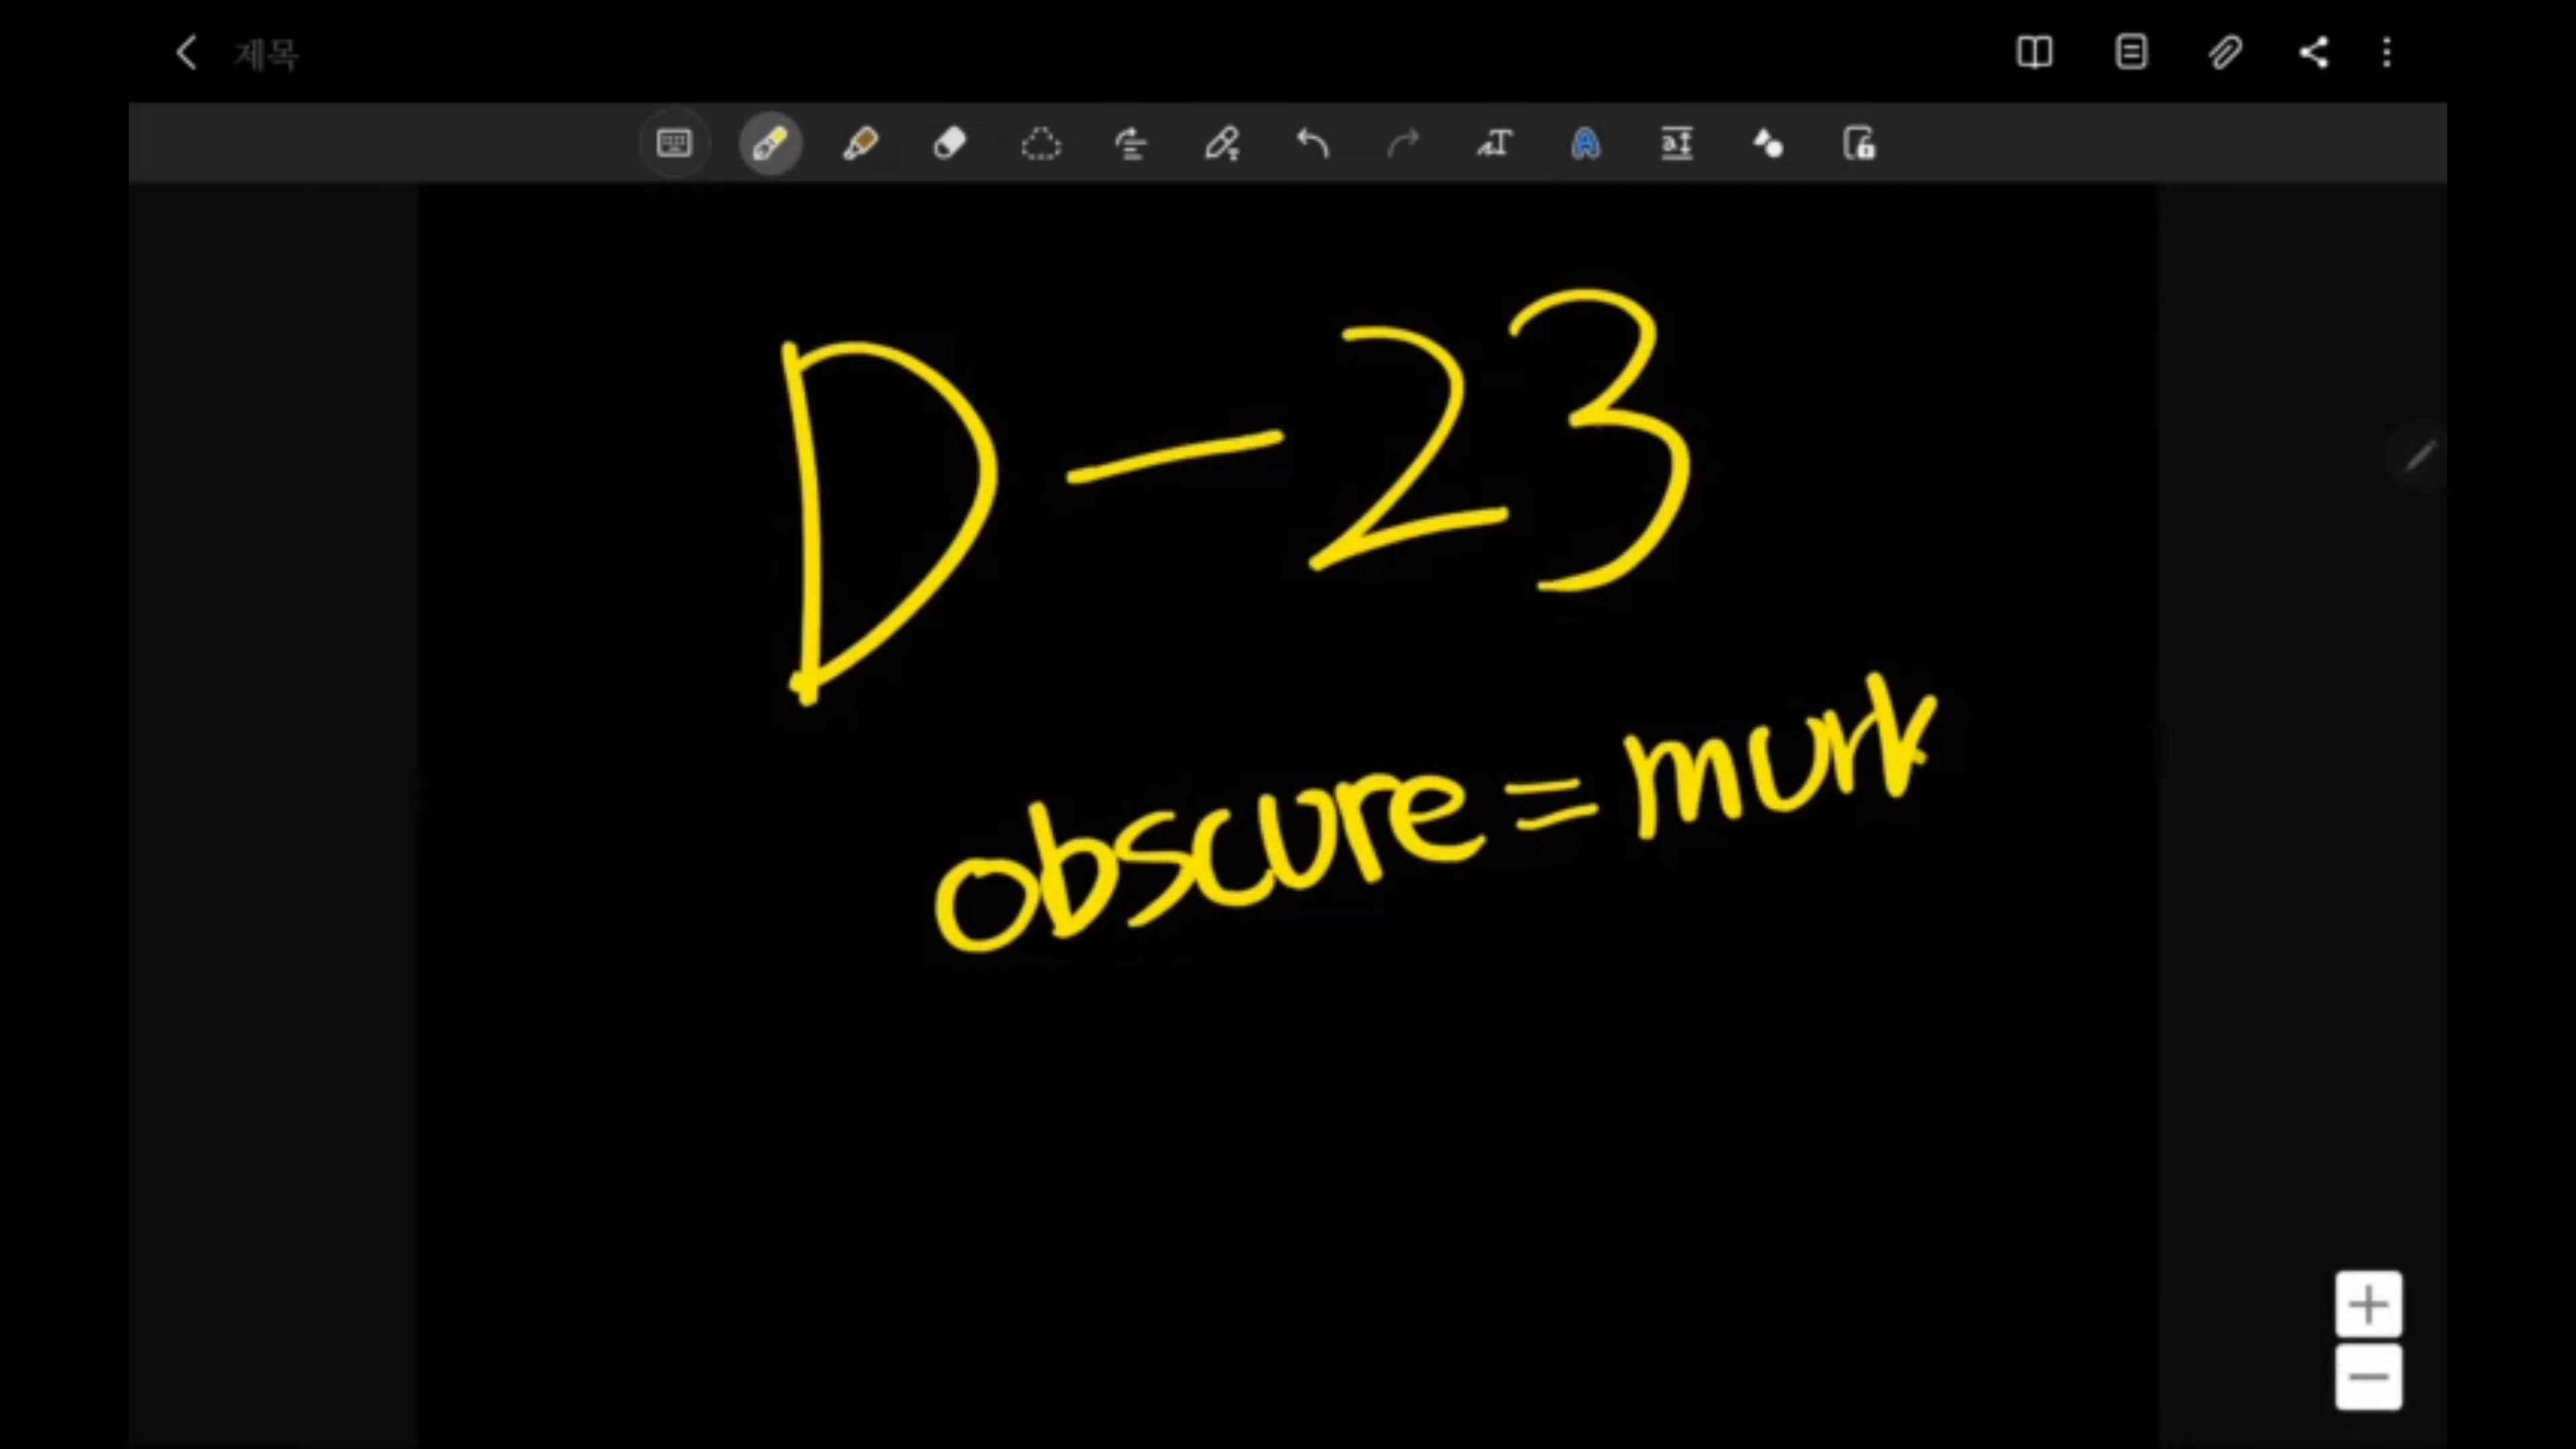 제목
D-23
obscure = murk